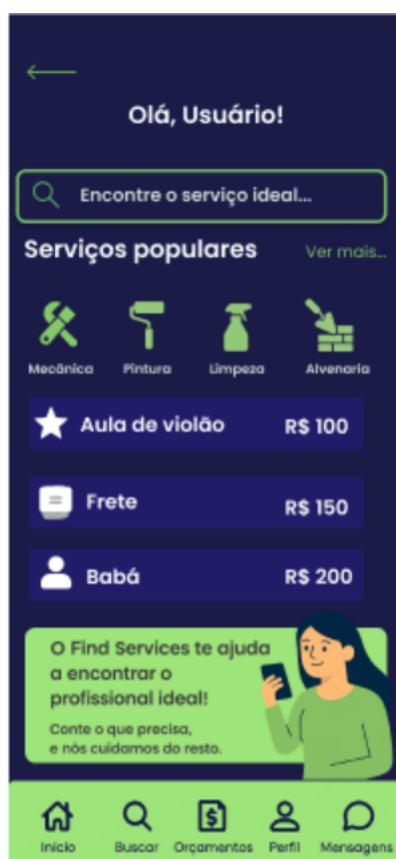 Olá, Usuário!
Encontre o serviço ideal...
Serviços populares Ver mais...
Mecânica Pintura Limpeza Alvenaria
Aula de violão R$ 100
Frete R$ 150
Babá R$ 200
O Find Services te ajuda
a encontrar o
profissional ideal!
Conte o que precisa,
e nós cuidamos do resto.
Início Buscar Orçamentos Perfil Mensagens